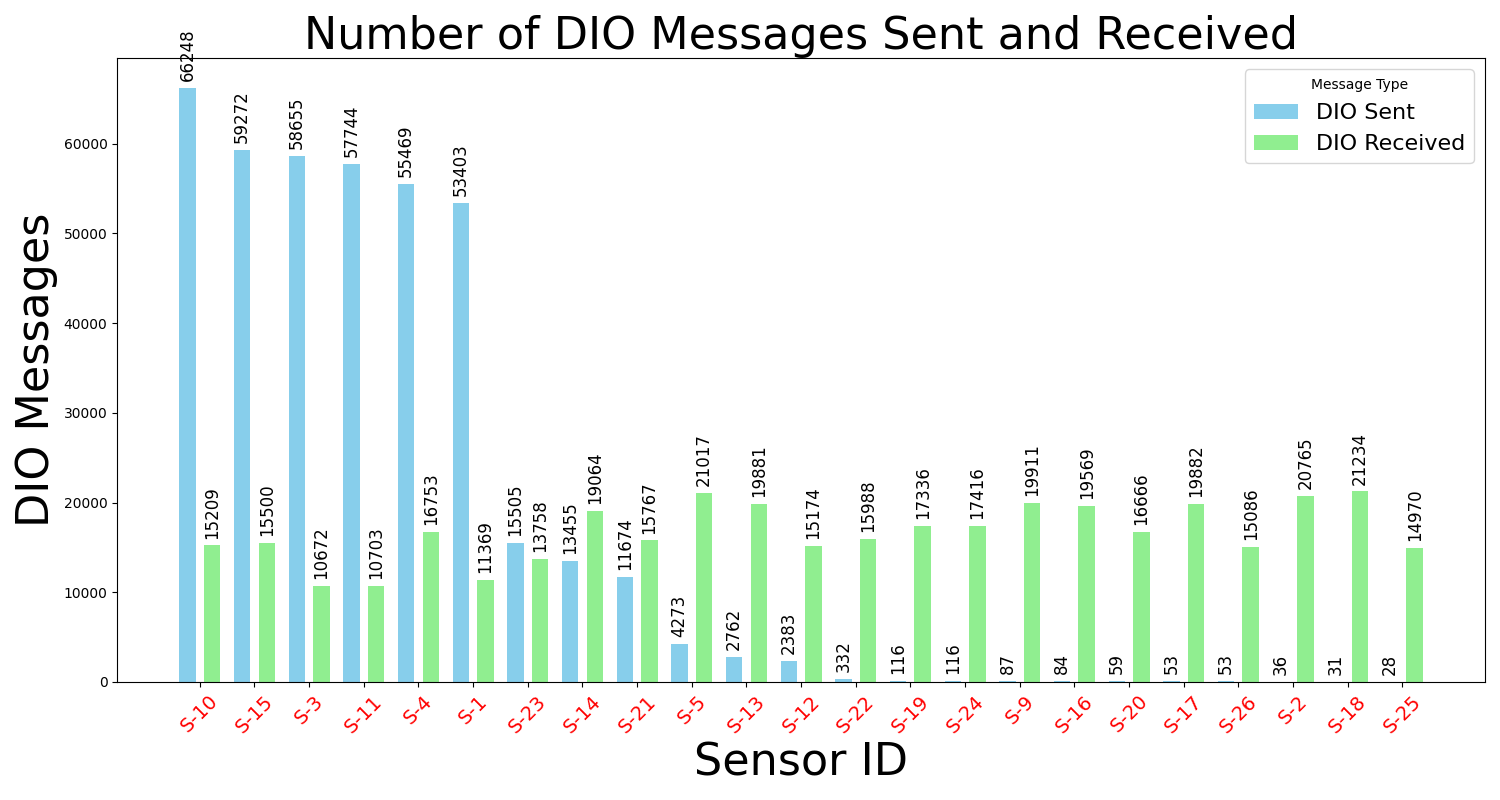 Number of DIO Messages Sent and Received
Message Type
DIO Sent
DIO Received
DIO Messages
60000
50000
40000
30000
20000
10000
0
66248
15209
59272
15500
58655
10672
57744
10703
55469
16753
53403
11369
15505
13758
13455
19064
11674
15767
4273
21017
2762
19881
2383
15174
332
15988
116
17336
116
17416
87
19911
84
19569
59
16666
53
19882
53
15086
36
20765
31
21234
28
14970
S-10
S-15
S-3
S-11
S-4
S-1
S-23
S-14
S-21
S-5
S-13
S-12
S-22
S-19
S-24
S-9
S-16
S-20
S-17
S-26
S-2
S-18
S-25
Sensor ID